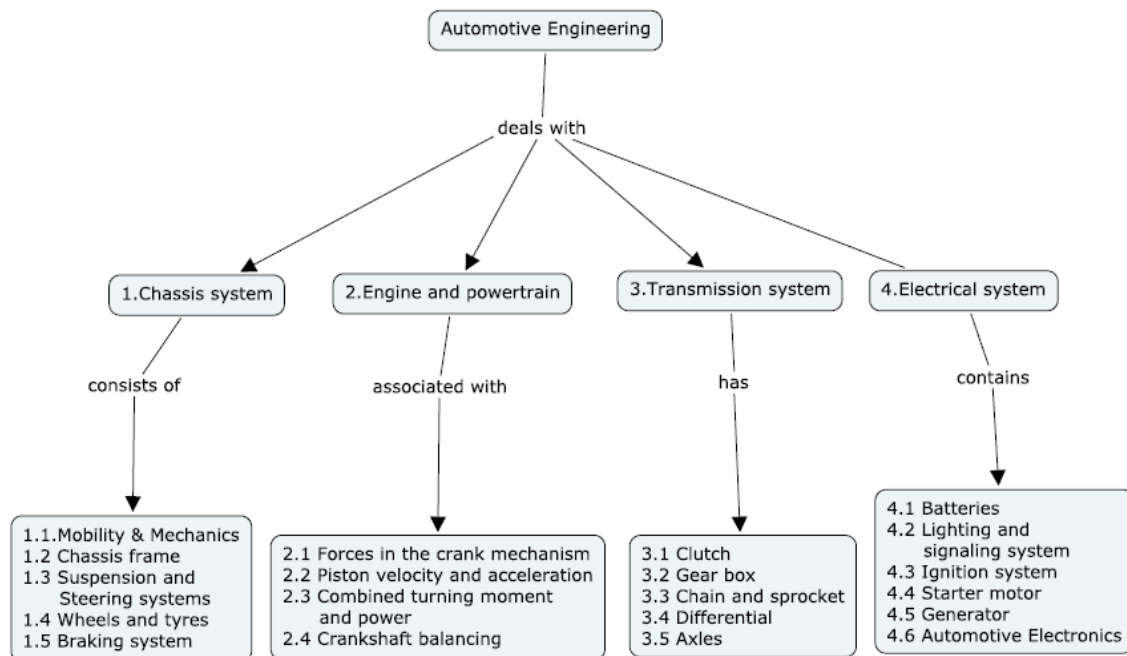 Automotive Engineering
deals with
1.Chassis system
2.Engine and powertrain
3.Transmission system
4.Electrical system
consists of
associated with
has
contains
1.1.Mobility & Mechanics
1.2 Chassis frame
1.3 Suspension and
Steering systems
1.4 Wheels and tyres
1.5 Braking system
2.1 Forces in the crank mechanism
2.2 Piston velocity and acceleration
2.3 Combined turning moment
and power
2.4 Crankshaft balancing
3.1 Clutch
3.2 Gear box
3.3 Chain and sprocket
3.4 Differential
3.5 Axles
4.1 Batteries
4.2 Lighting and
signaling system
4.3 Ignition system
4.4 Starter motor
4.5 Generator
4.6 Automotive Electronics